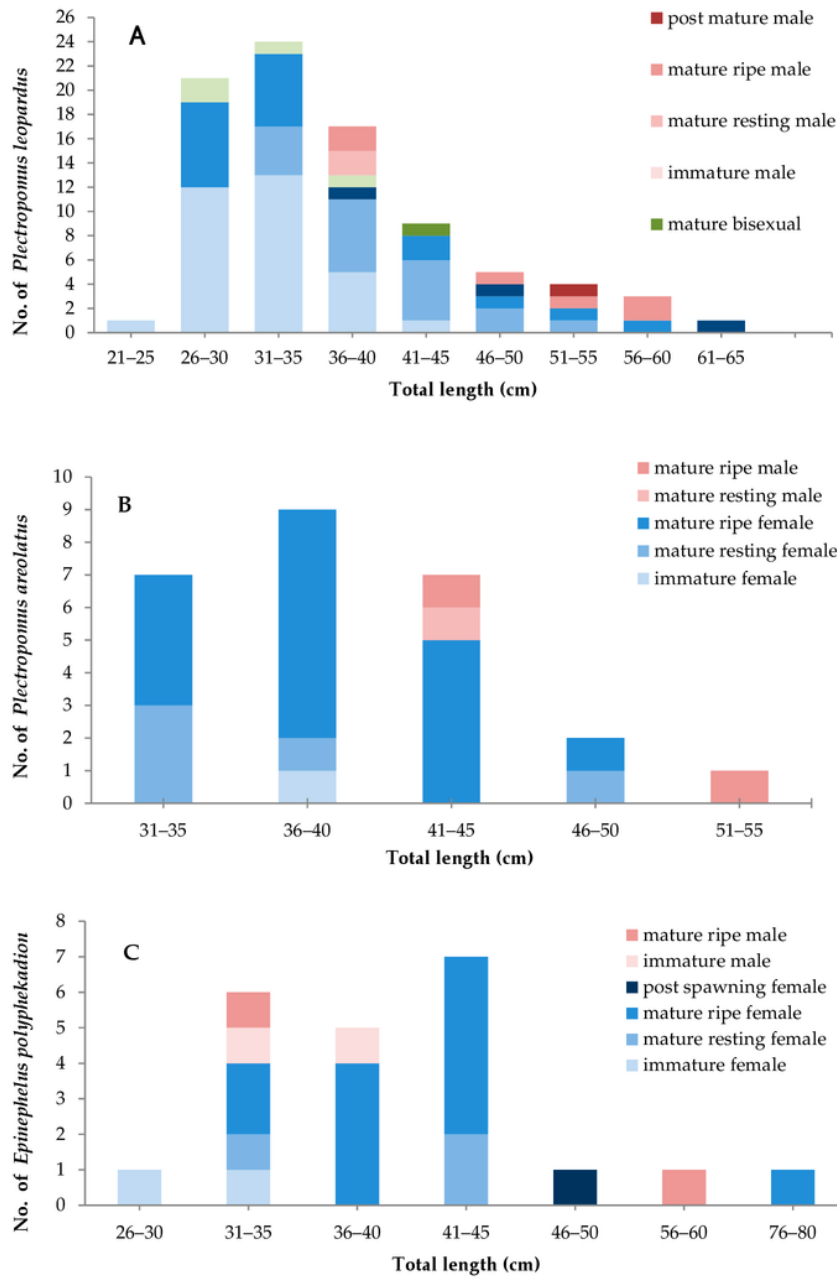 A
No. of Plectropomus leopardus
26
24
22
20
18
16
14
12
10
8
6
4
2
0
21–25 26–30 31–35 36–40 41–45 46–50 51–55 56–60 61–65
Total length (cm)
post mature male
mature ripe male
mature resting male
immature male
mature bisexual
B
No. of Plectropomus areolatus
10
9
8
7
6
5
4
3
2
1
0
31–35 36–40 41–45 46–50 51–55
Total length (cm)
mature ripe male
mature resting male
mature ripe female
mature resting female
immature female
C
No. of Epinephelus polyphekadion
8
7
6
5
4
3
2
1
0
26–30 31–35 36–40 41–45 46–50 56–60 76–80
Total length (cm)
mature ripe male
immature male
post spawning female
mature ripe female
mature resting female
immature female